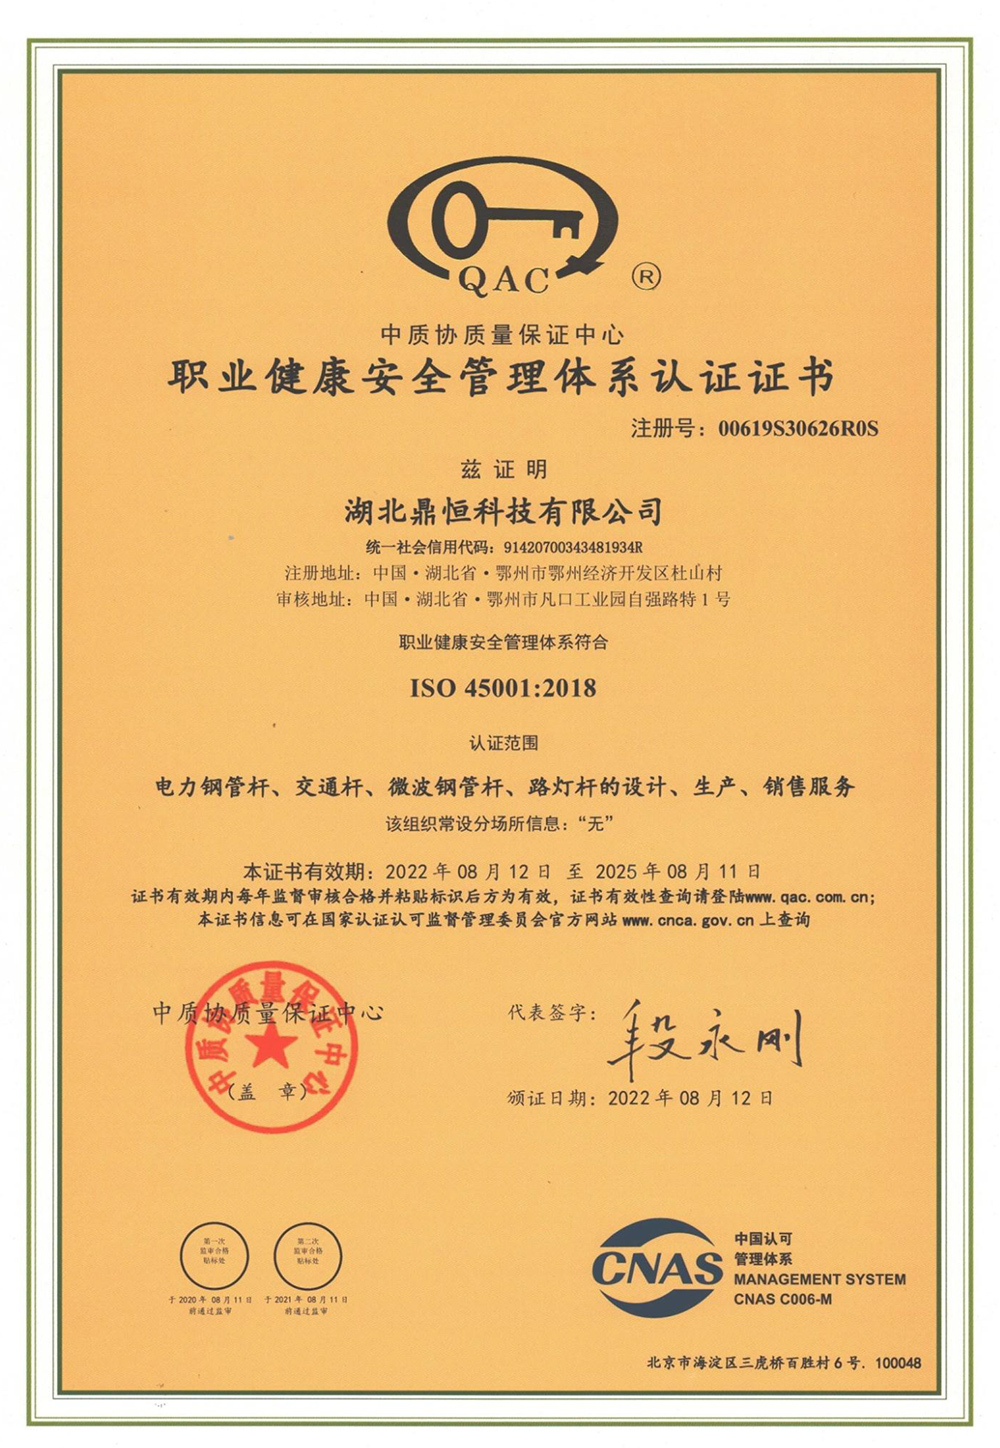 QAC
®
中质协质量保证中心
职业健康安全管理体系认证证书
注册号：00619S30626R0S
兹证明
湖北鼎恒科技有限公司
统一社会信用代码：91420700343481934R
注册地址：中国·湖北省·鄂州市鄂州经济开发区杜山村
审核地址：中国·湖北省·鄂州市凡口工业园自强路特1号
职业健康安全管理体系符合
ISO 45001:2018
认证范围
电力钢管杆、交通杆、微波钢管杆、路灯杆的设计、生产、销售服务
该组织常设分场所信息：“无”
本证书有效期：2022年08月12日 至 2025年08月11日
证书有效期内每年监督审核合格并粘贴标识后方为有效，证书有效性查询请登陆www.qac.com.cn;
本证书信息可在国家认证认可监督管理委员会官方网站 www.cnca.gov.cn 上查询
中质协质量保证中心
中质协质量保证中心
（盖 章）
代表签字：
段永刚
颁证日期：2022年08月12日
第一次
监审合格
贴标处
于2020年 08月11日
前通过监审
第二次
监审合格
贴标处
于2021年 08月11日
前通过监审
CNAS
中国认可
管理体系
MANAGEMENT SYSTEM
CNAS C006-M
北京市海淀区三虎桥百胜村6号. 100048